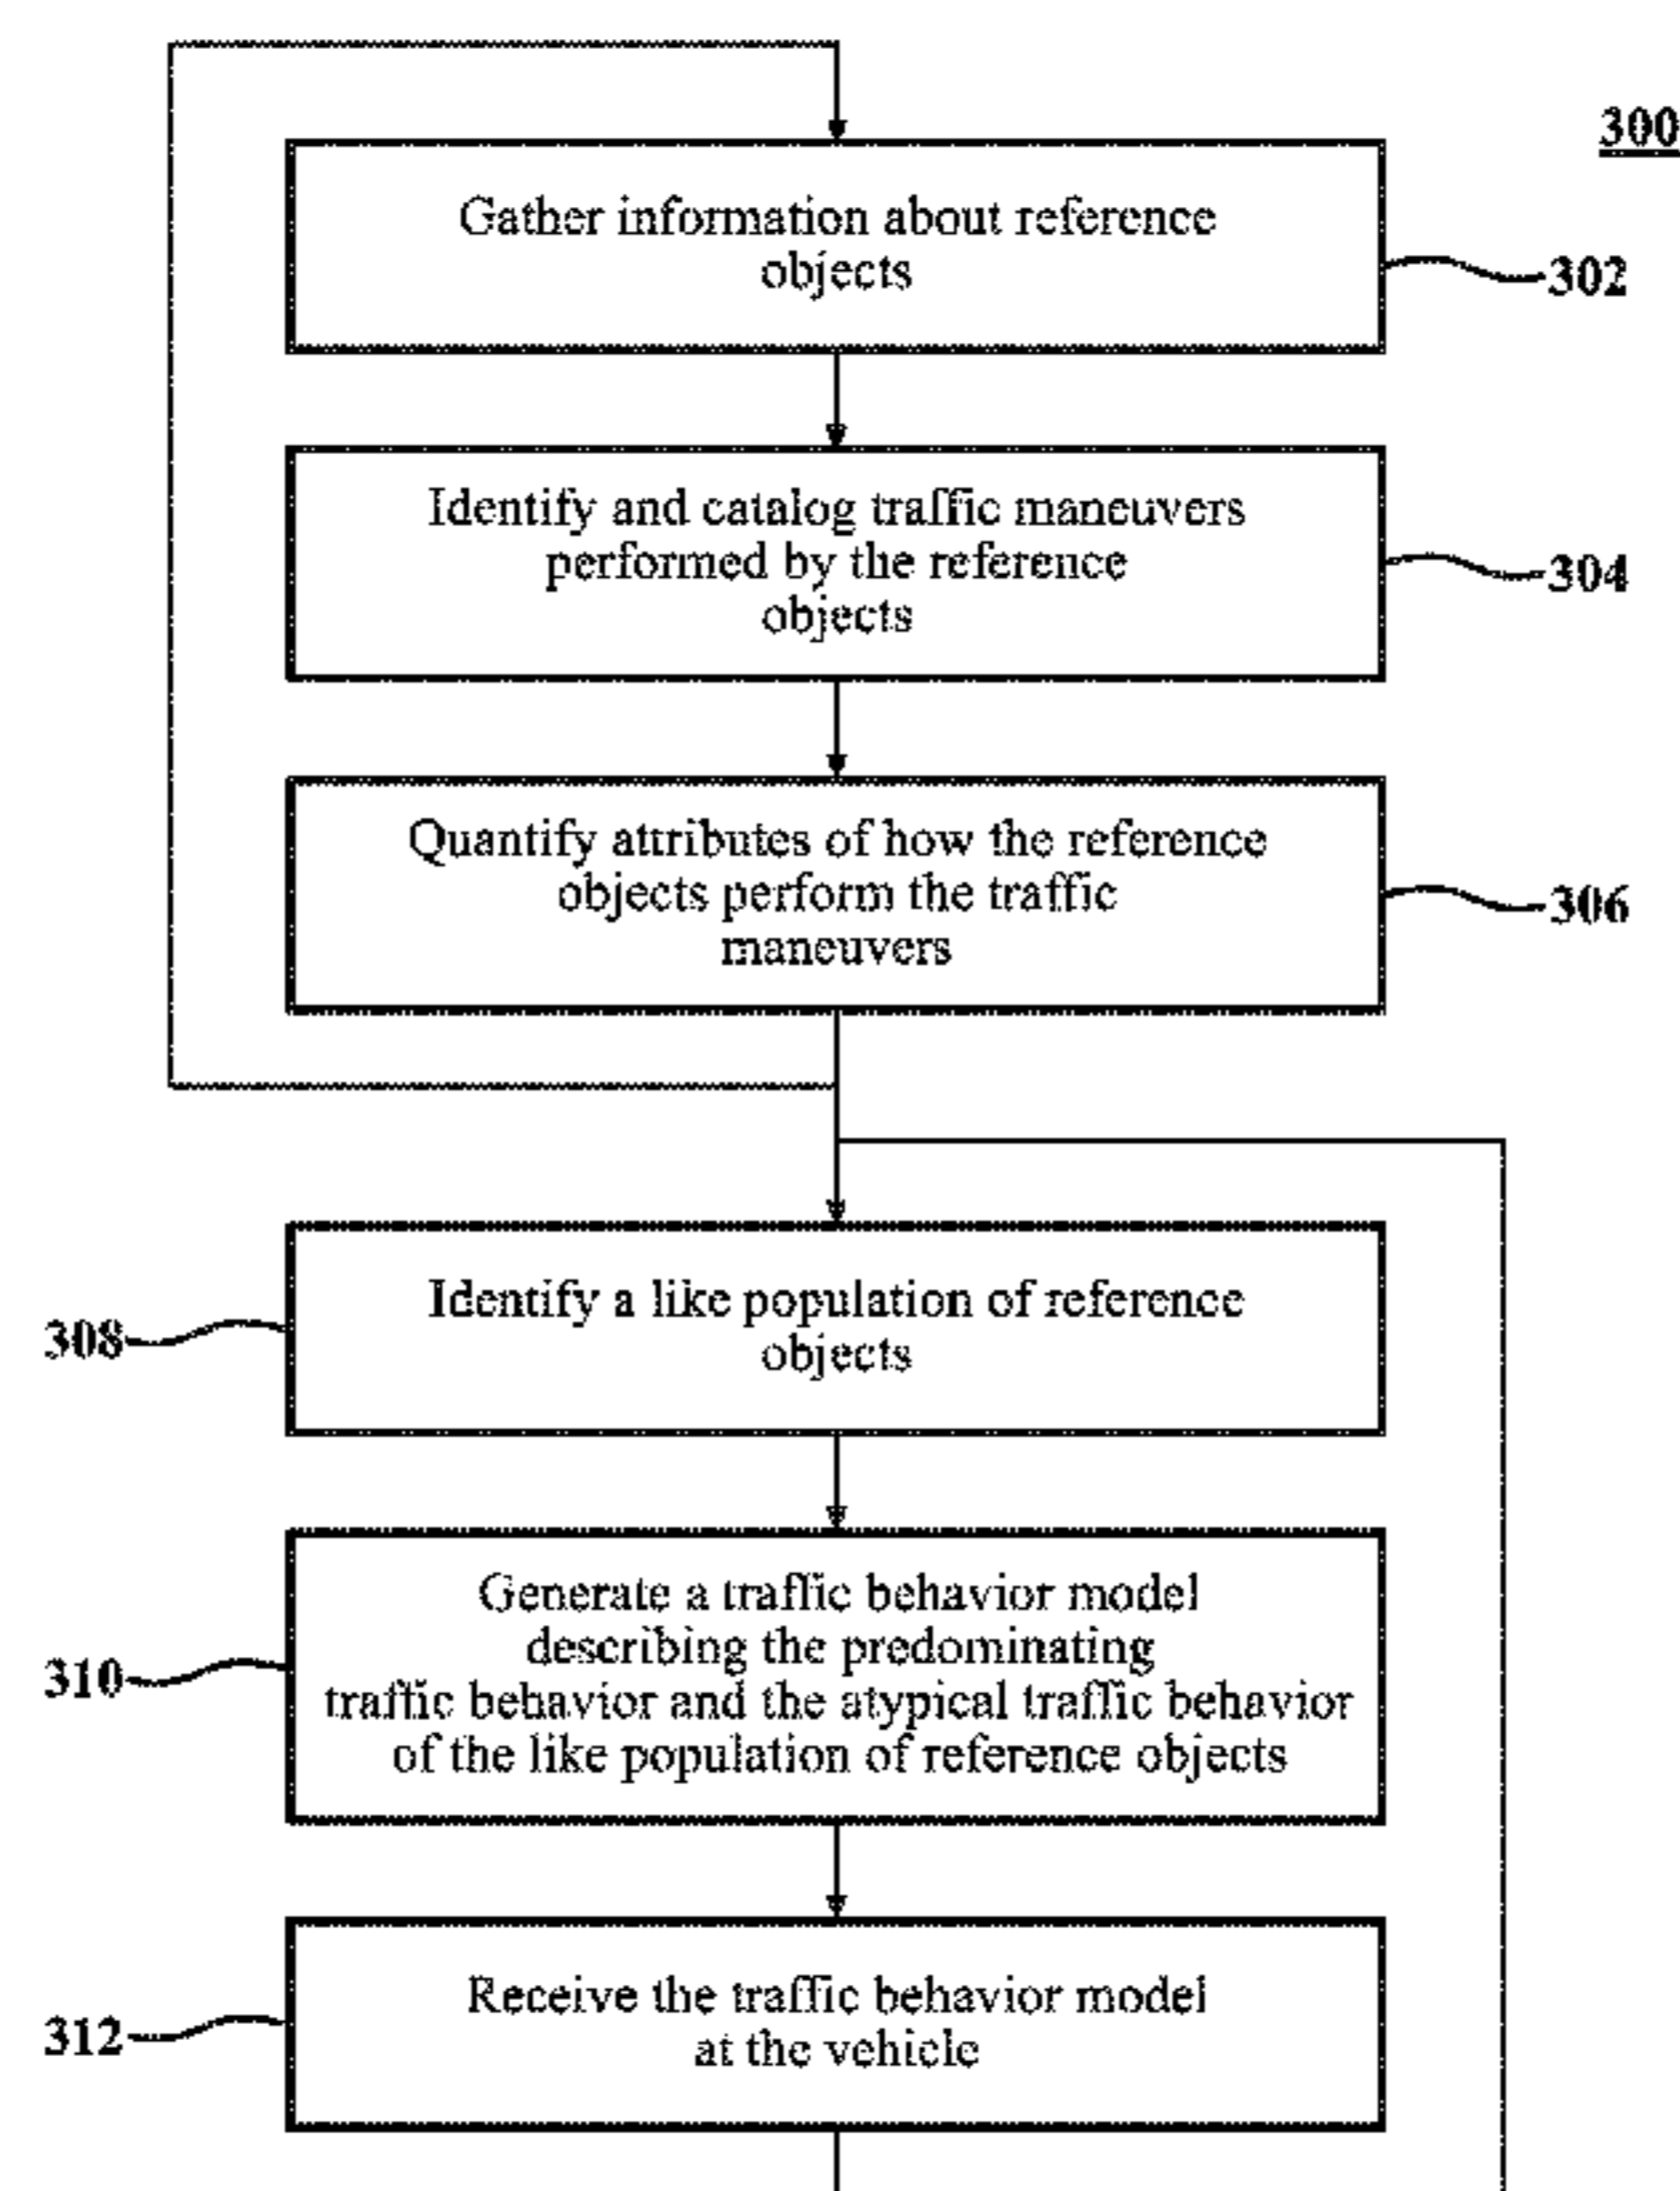 300
Gather information about reference
objects
302
Identify and catalog traffic maneuvers
performed by the reference
objects
304
Quantify attributes of how the reference
objects perform the traffic
maneuvers
306
Identify a like population of reference
objects
308
Generate a traffic behavior model
describing the predominating
traffic behavior and the atypical traffic behavior
of the like population of reference objects
310
Receive the traffic behavior model
at the vehicle
312